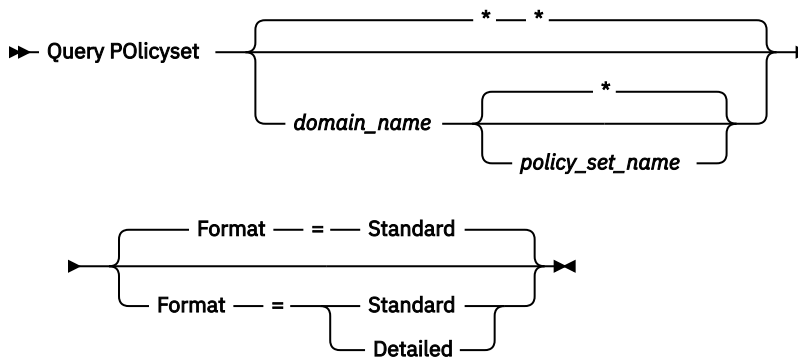 * *
Query POlicyset
*
domain_name
policy_set_name
Format = Standard
Format = Standard
Detailed